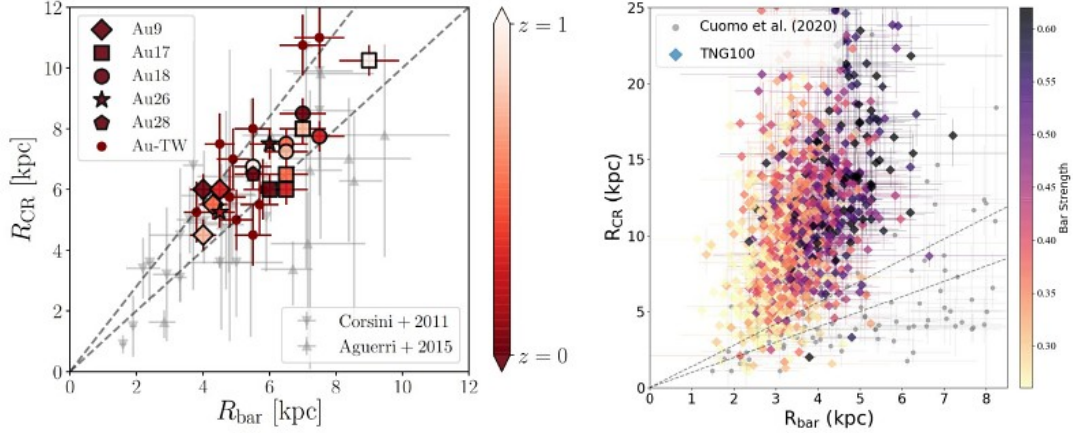 Au9
Au17
Au18
Au26
Au28
Au-TW
Corsini + 2011
Aguerri + 2015
12
10
8
6
4
2
0
0 2 4 6 8 10 12
R_CR [kpc]
R_bar [kpc]
z = 1
z = 0
Cuomo et al. (2020)
TNG100
25
20
15
10
5
0
0 1 2 3 4 5 6 7 8
R_CR (kpc)
R_bar (kpc)
0.60
0.55
0.50
0.45
0.40
0.35
0.30
Bar Strength